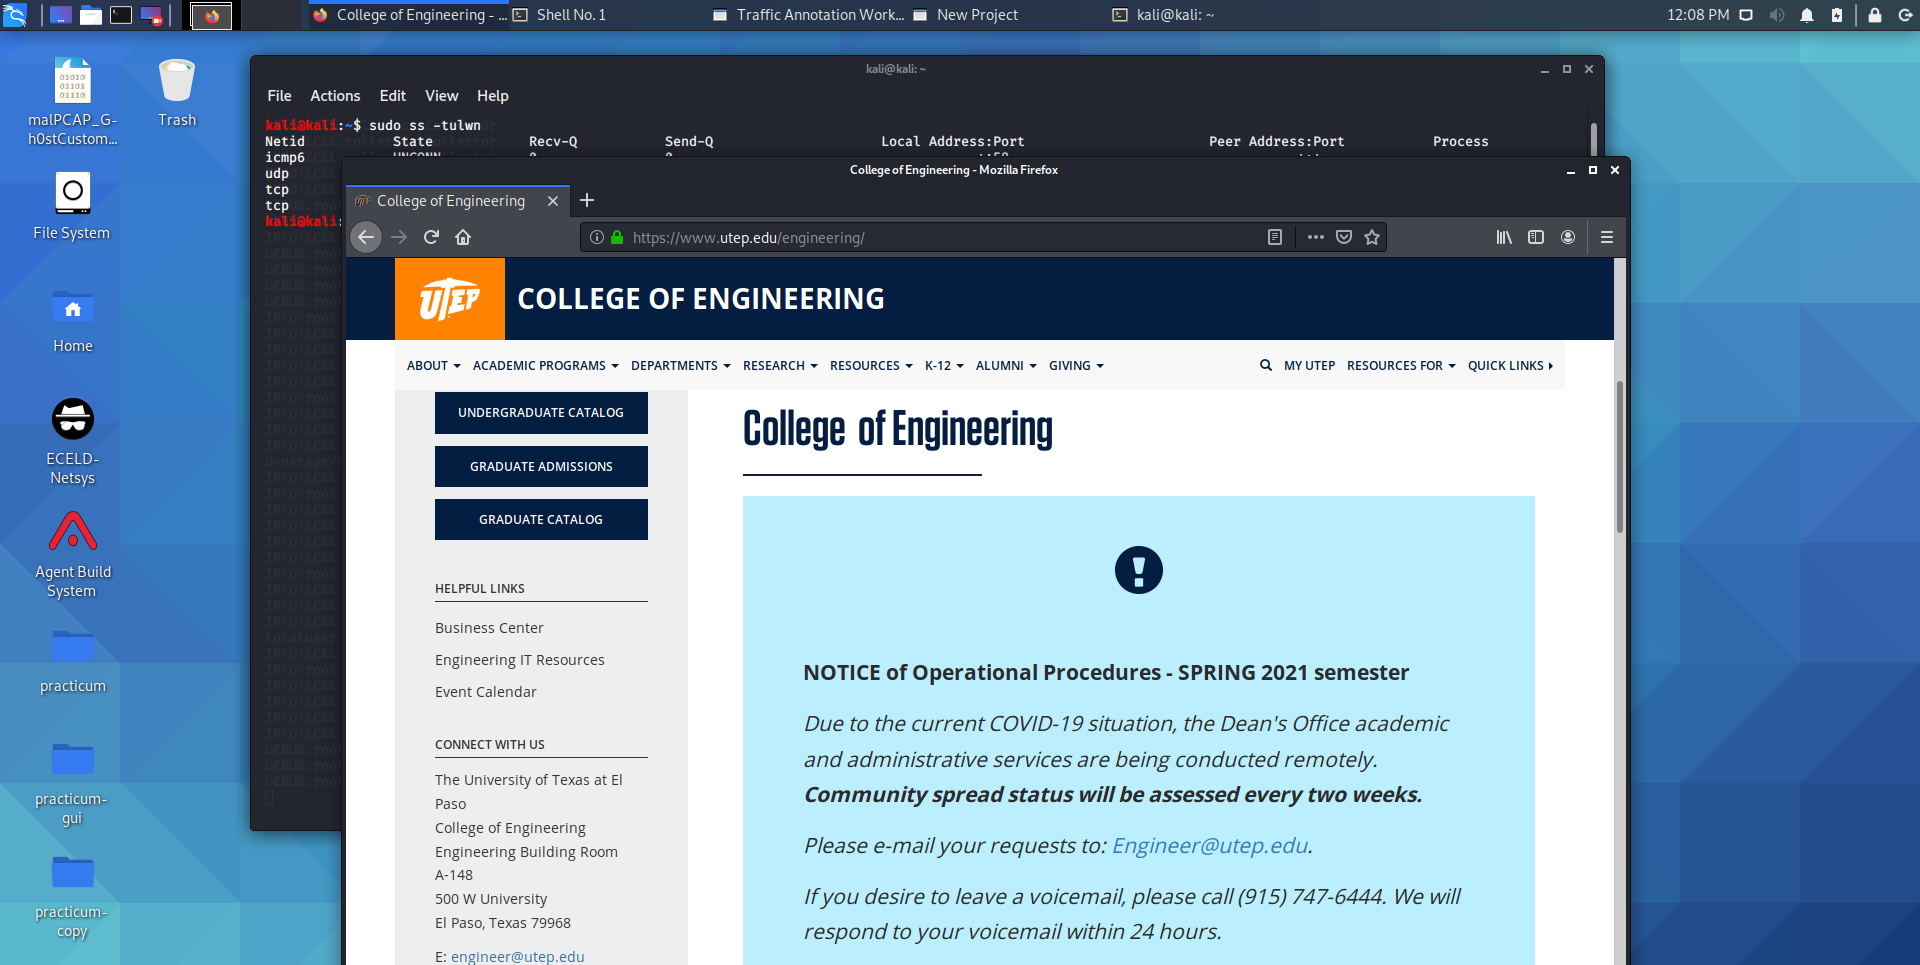 College of Engineering - ...
Shell No. 1
Traffic Annotation Work...
New Project
kali@kali: ~
12:08 PM
malPCAP_G-
h0stCustom...
Trash
File System
Home
ECELD-
Netsys
Agent Build
System
practicum
practicum-
gui
practicum-
copy
kali@kali: ~
File Actions Edit View Help
kali@kali:~$ sudo ss -tulwn
Netid State Recv-Q Send-Q Local Address:Port Peer Address:Port Process
icmp6
udp
tcp
tcp
kali@kali:
College of Engineering - Mozilla Firefox
College of Engineering
https://www.utep.edu/engineering/
UTEP
COLLEGE OF ENGINEERING
ABOUT ACADEMIC PROGRAMS DEPARTMENTS RESEARCH RESOURCES K-12 ALUMNI GIVING MY UTEP RESOURCES FOR QUICK LINKS
UNDERGRADUATE CATALOG
GRADUATE ADMISSIONS
GRADUATE CATALOG
HELPFUL LINKS
Business Center
Engineering IT Resources
Event Calendar
CONNECT WITH US
The University of Texas at El
Paso
College of Engineering
Engineering Building Room
A-148
500 W University
El Paso, Texas 79968
E: engineer@utep.edu
College of Engineering
NOTICE of Operational Procedures - SPRING 2021 semester
Due to the current COVID-19 situation, the Dean's Office academic
and administrative services are being conducted remotely.
Community spread status will be assessed every two weeks.
Please e-mail your requests to: Engineer@utep.edu.
If you desire to leave a voicemail, please call (915) 747-6444. We will
respond to your voicemail within 24 hours.